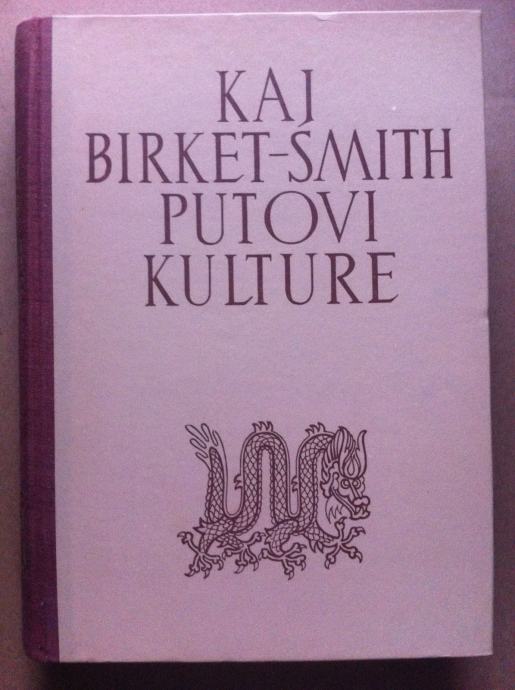 KAJ
BIRKET-SMITH
PUTOVI
KULTURE